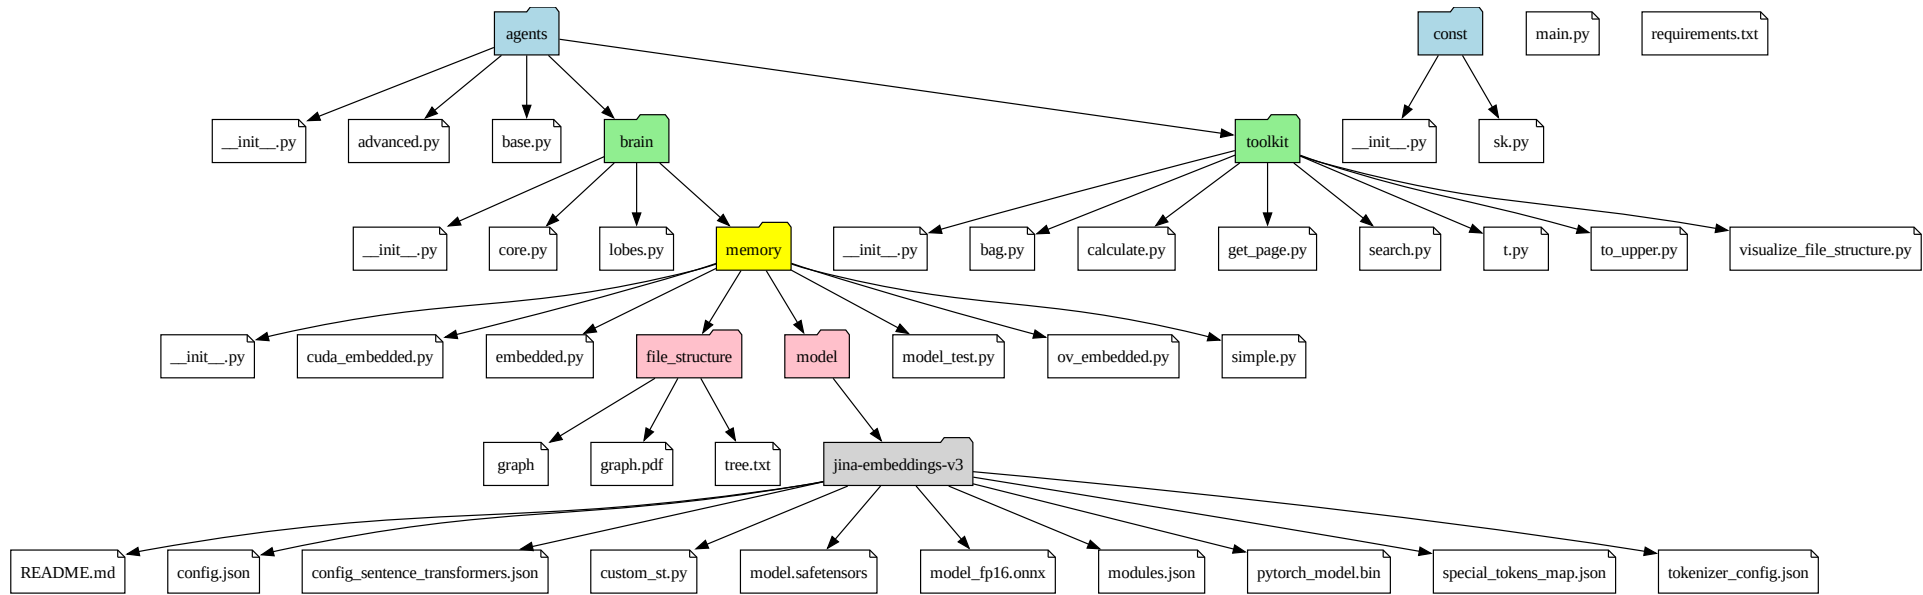 agents
const
main.py
requirements.txt
__init__.py
advanced.py
base.py
brain
toolkit
__init__.py
sk.py
__init__.py
core.py
lobes.py
memory
__init__.py
bag.py
calculate.py
get_page.py
search.py
t.py
to_upper.py
visualize_file_structure.py
__init__.py
cuda_embedded.py
embedded.py
file_structure
model
model_test.py
ov_embedded.py
simple.py
graph
graph.pdf
tree.txt
jina-embeddings-v3
README.md
config.json
config_sentence_transformers.json
custom_st.py
model.safetensors
model_fp16.onnx
modules.json
pytorch_model.bin
special_tokens_map.json
tokenizer_config.json